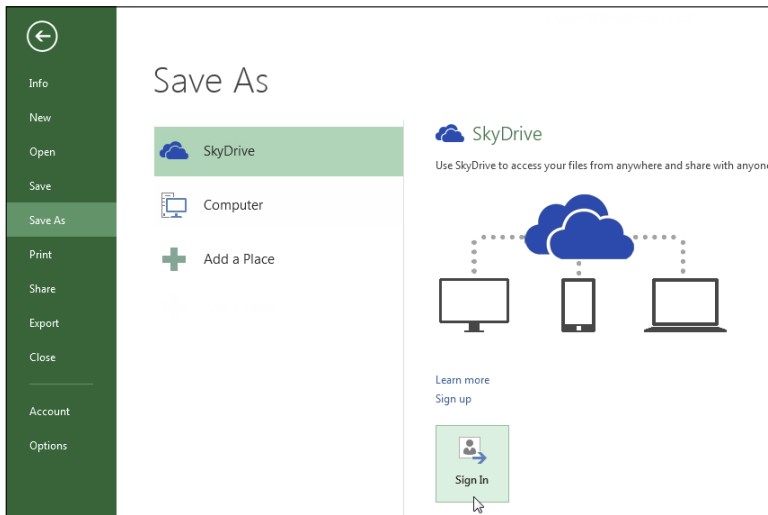 Info
New
Open
Save
Save As
Print
Share
Export
Close
Account
Options
Save As
SkyDrive
Computer
Add a Place
SkyDrive
Use SkyDrive to access your files from anywhere and share with anyone
Learn more
Sign up
Sign In